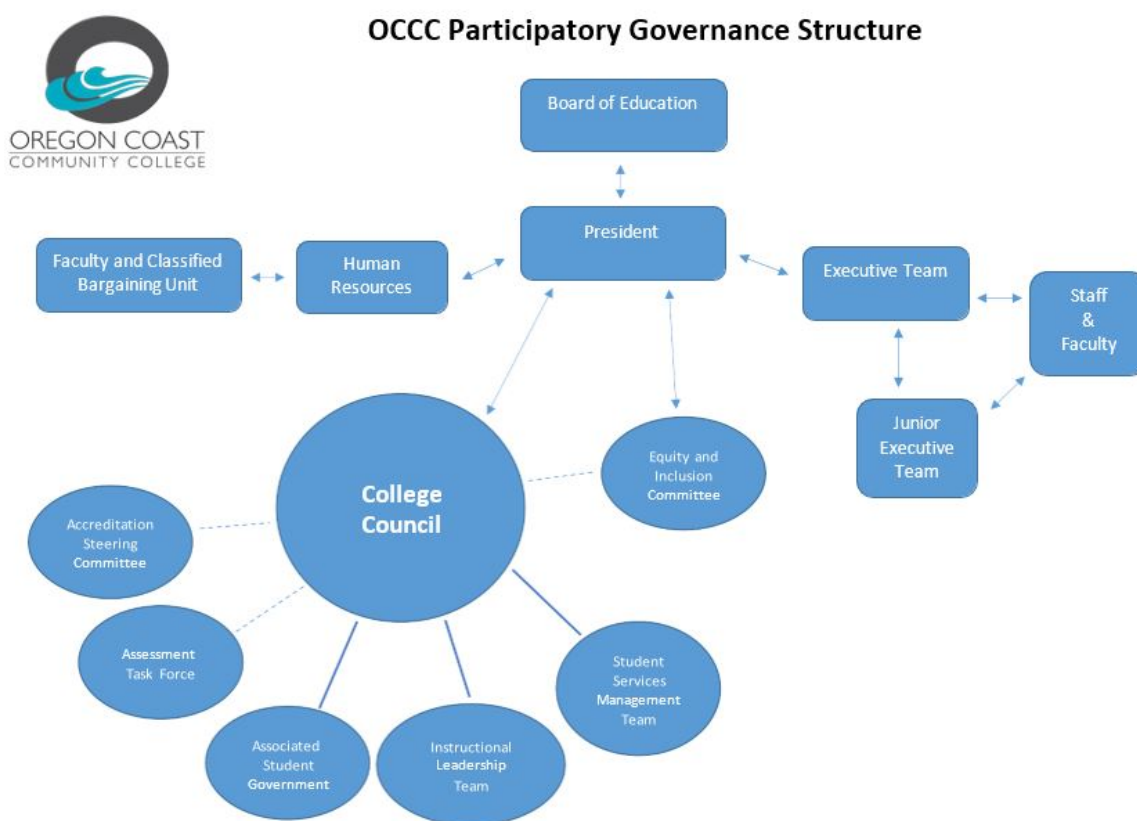 OCCC Participatory Governance Structure
OREGON COAST
COMMUNITY COLLEGE
Board of Education
President
Faculty and Classified
Bargaining Unit
Human
Resources
Executive Team
Staff
&
Faculty
Junior
Executive
Team
College
Council
Equity and
Inclusion
Committee
Accreditation
Steering
Committee
Assessment
Task Force
Associated
Student
Government
Instructional
Leadership
Team
Student
Services
Management
Team